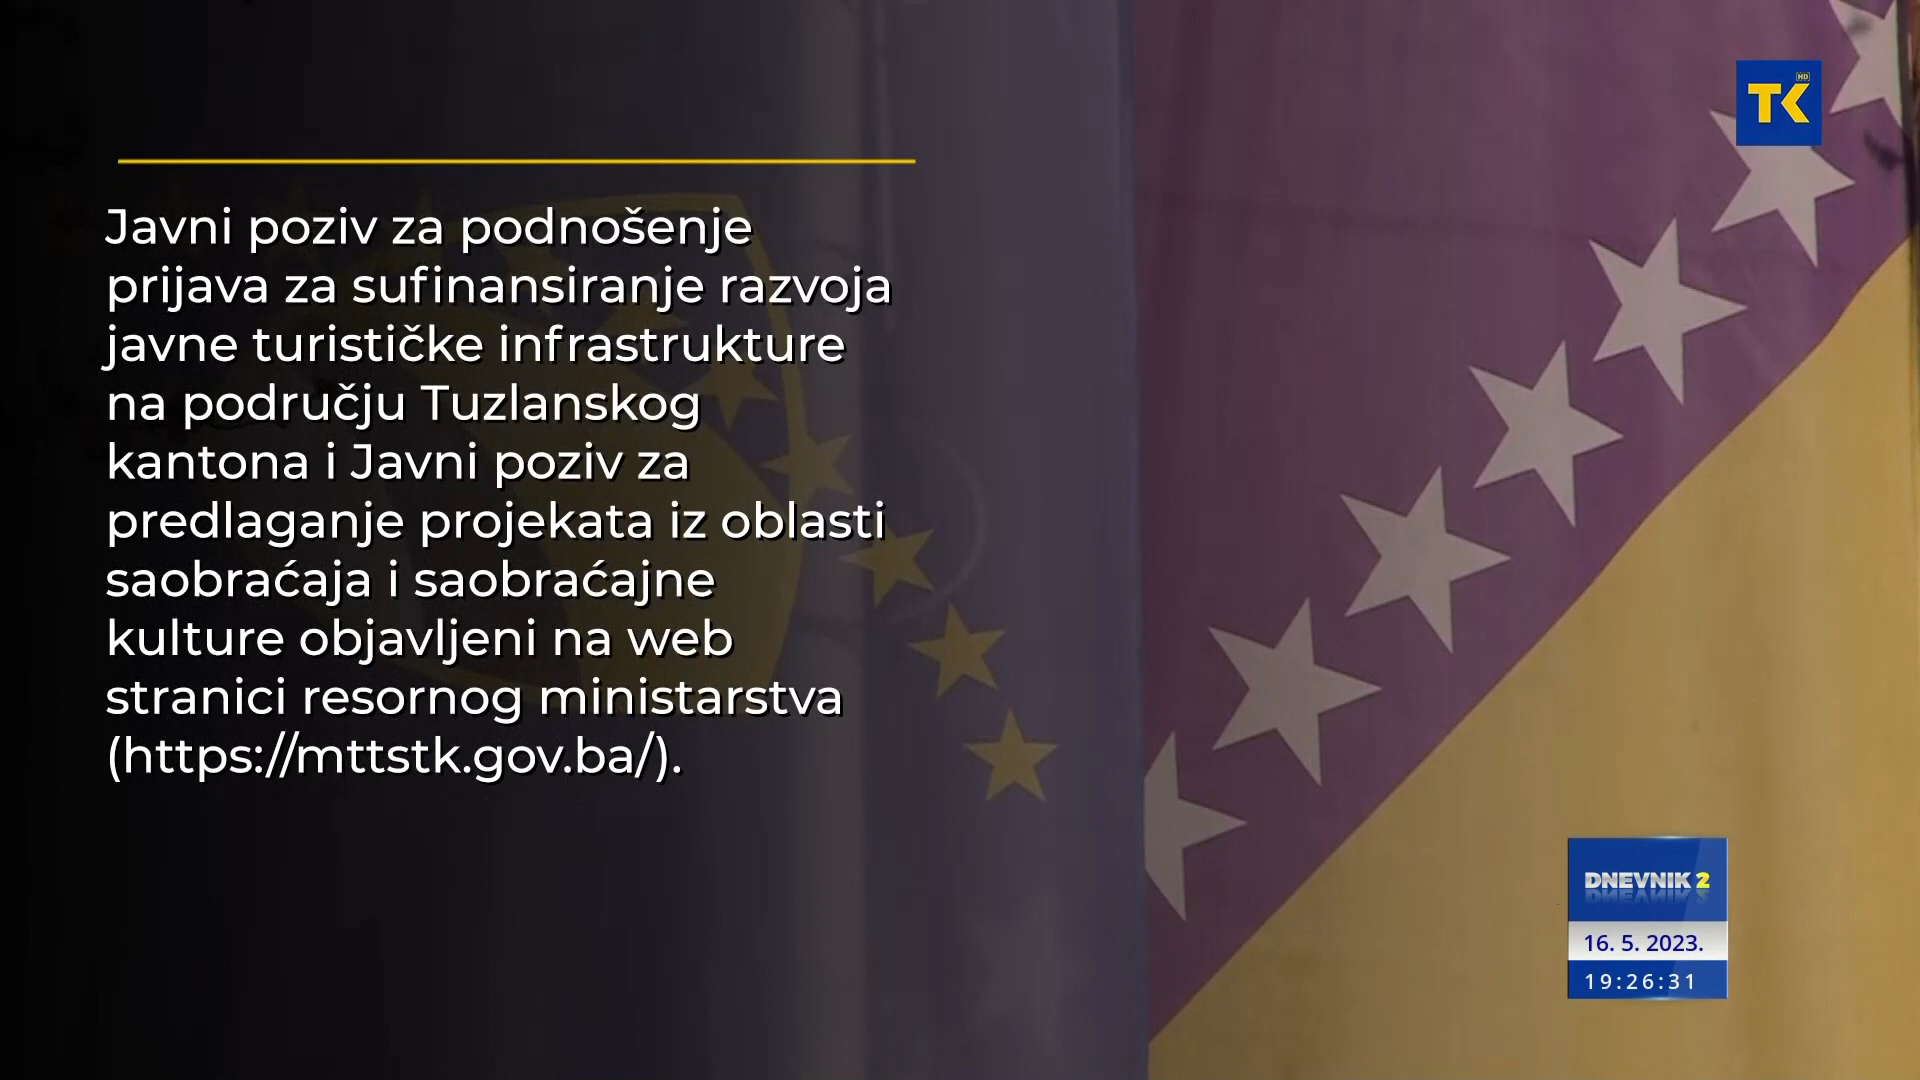 TK HD
Javni poziv za podnošenje
prijava za sufinansiranje razvoja
javne turističke infrastrukture
na području Tuzlanskog
kantona i Javni poziv za
predlaganje projekata iz oblasti
saobraćaja i saobraćajne
kulture objavljeni na web
stranici resornog ministarstva
(https://mttstk.gov.ba/).
DNEVNIK 2
16. 5. 2023.
19:26:31